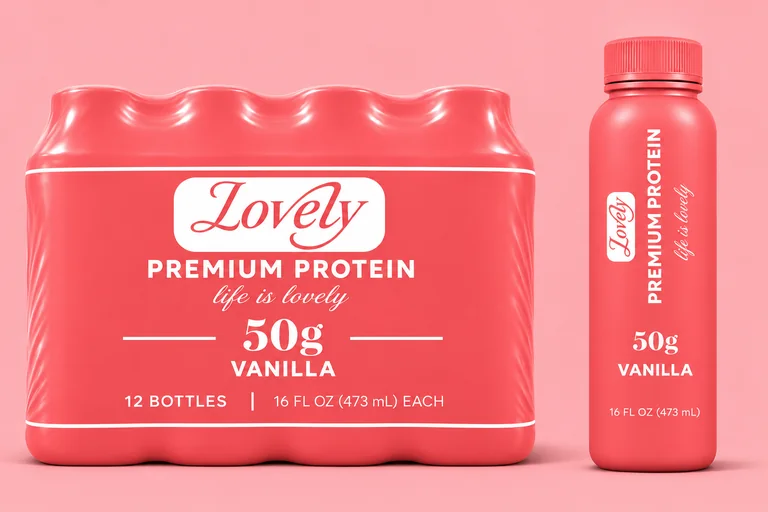 Lovely
PREMIUM PROTEIN
life is lovely
50g
VANILLA
12 BOTTLES | 16 FL OZ (473 mL) EACH
Lovely
PREMIUM PROTEIN
life is lovely
50g
VANILLA
16 FL OZ (473 mL)